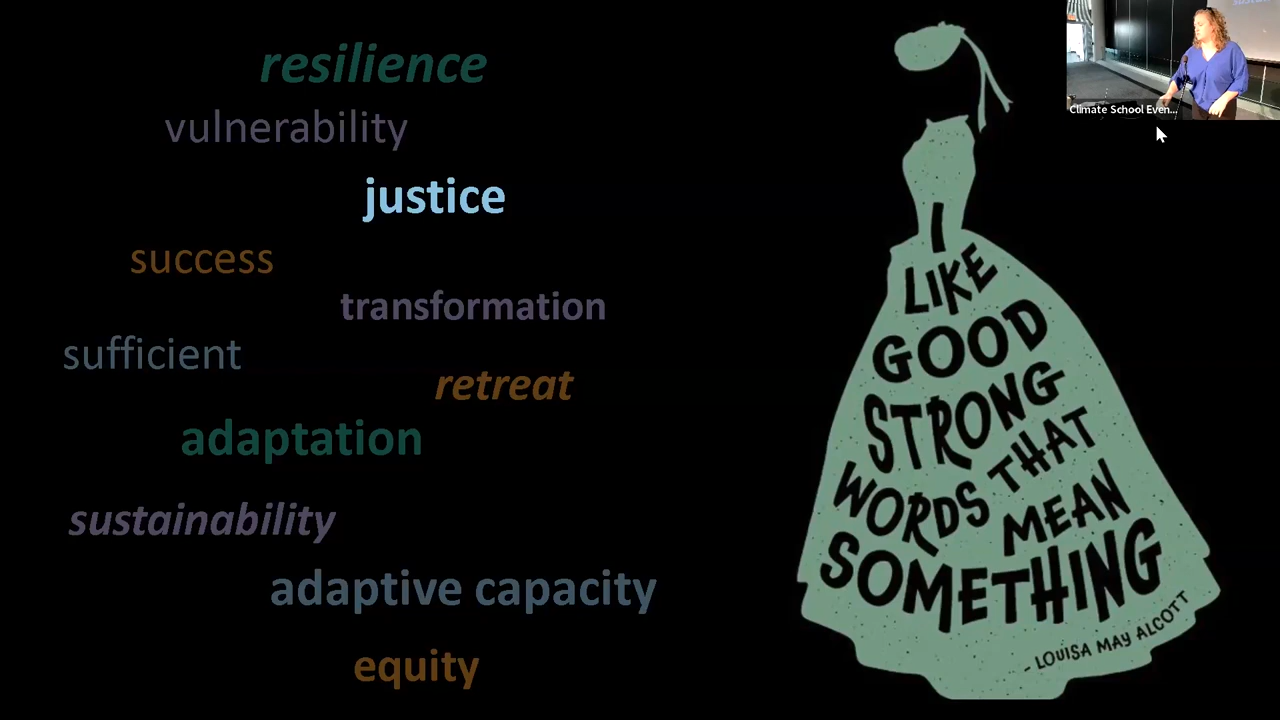 resilience
vulnerability
justice
success
transformation
sufficient
retreat
adaptation
sustainability
adaptive capacity
equity
I
LIKE
GOOD
STRONG
WORDS THAT
MEAN
SOMETHING
- LOUISA MAY ALCOTT
Climate School Even...